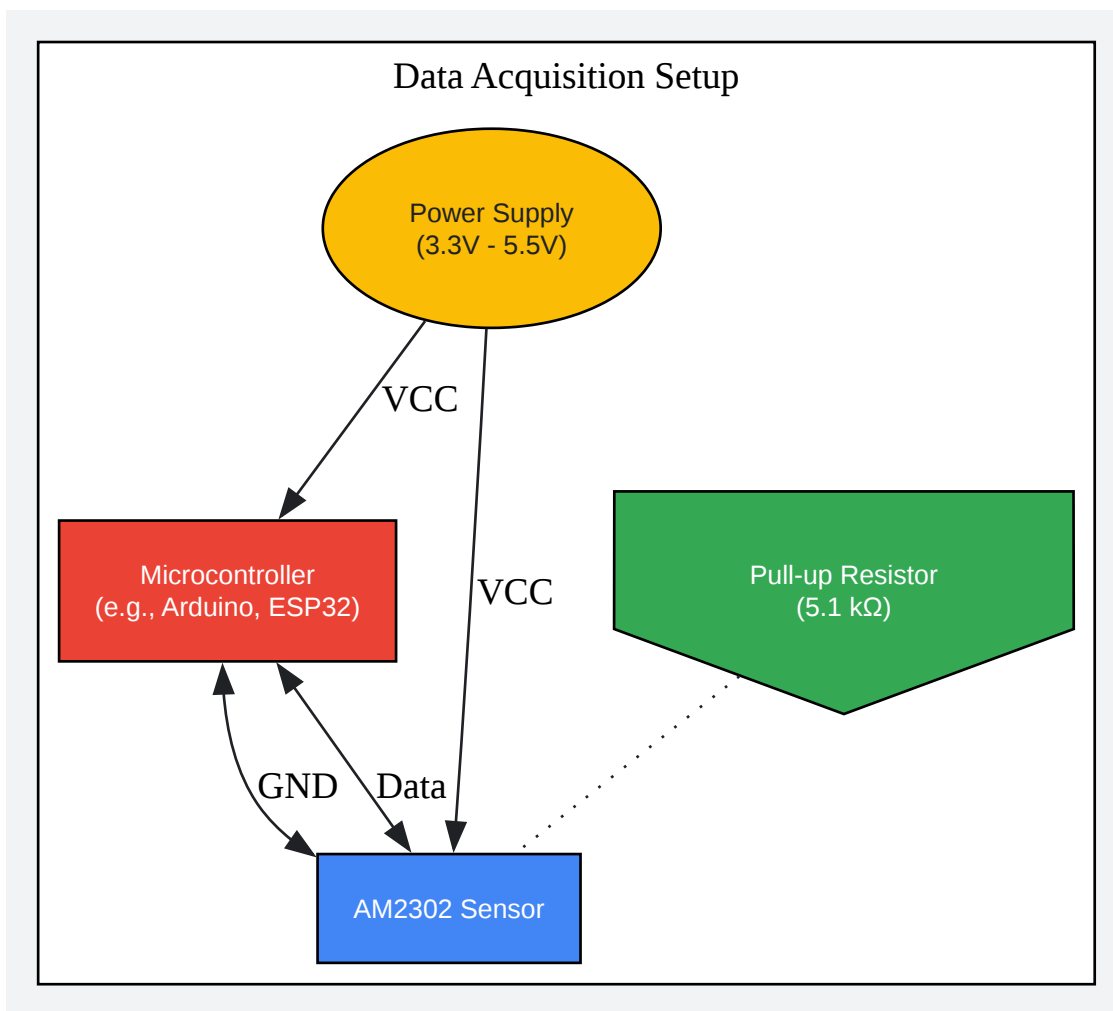 Data Acquisition Setup
Power Supply
(3.3V - 5.5V)
VCC
Microcontroller
(e.g., Arduino, ESP32)
VCC
Pull-up Resistor
(5.1 kΩ)
GND
Data
AM2302 Sensor